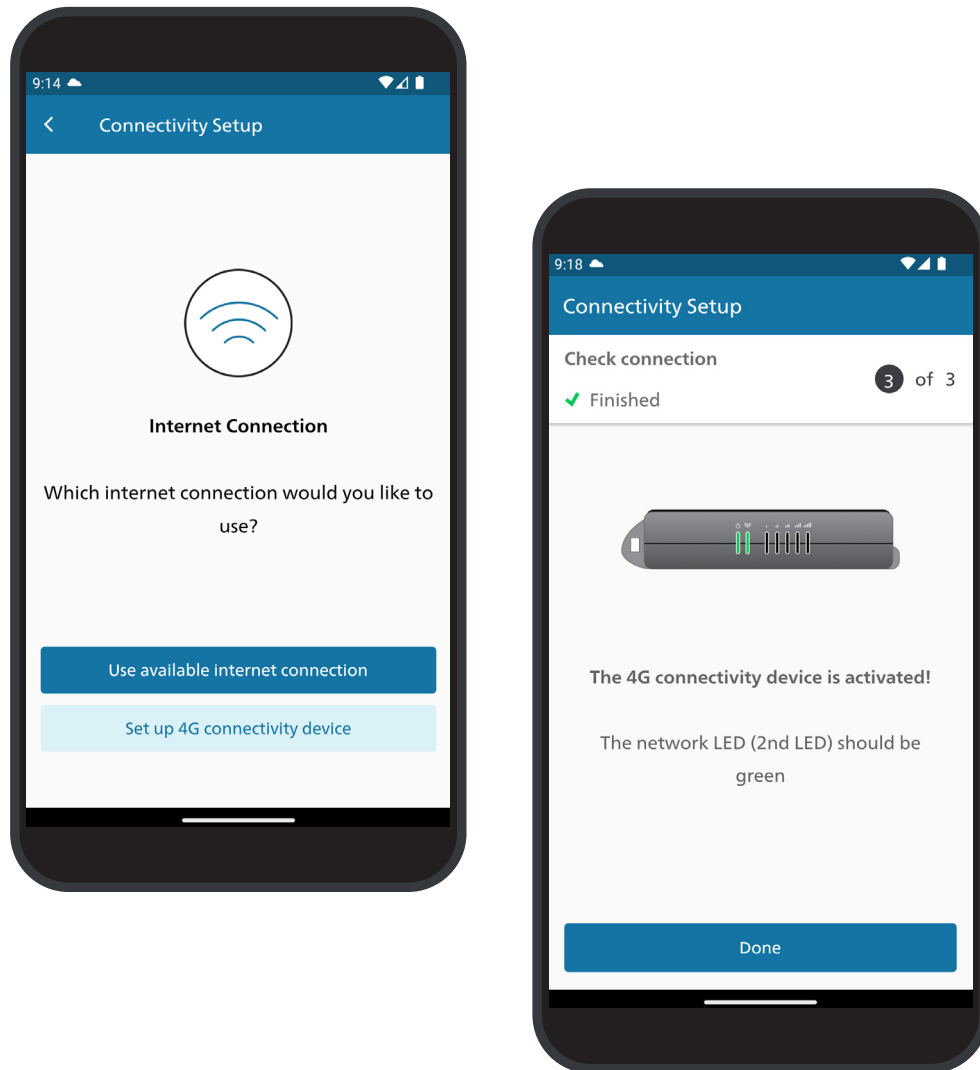 9:14
Connectivity Setup
Internet Connection
Which internet connection would you like to
use?
Use available internet connection
Set up 4G connectivity device
9:18
Connectivity Setup
Check connection
3 of 3
Finished
The 4G connectivity device is activated!
The network LED (2nd LED) should be
green
Done